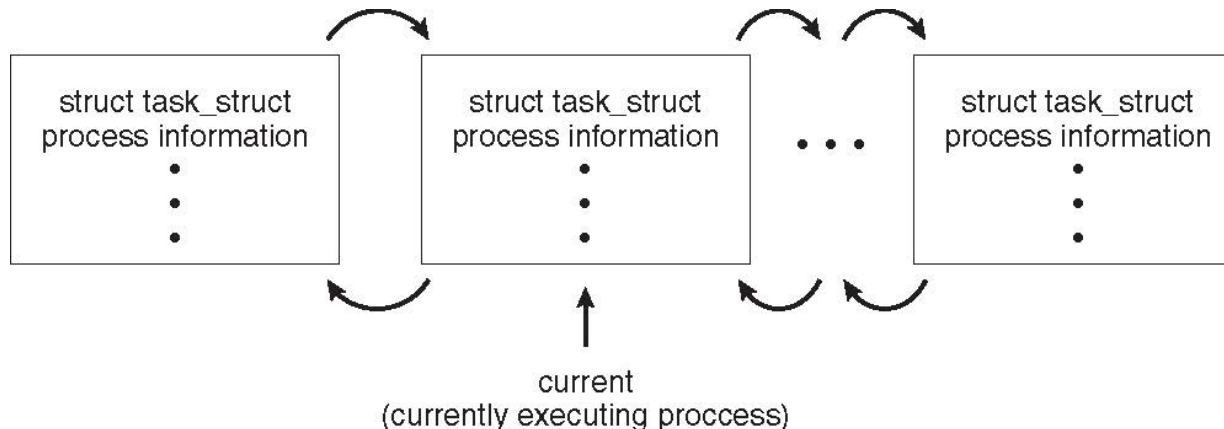 struct task_struct
process information
struct task_struct
process information
struct task_struct
process information
current
(currently executing proccess)